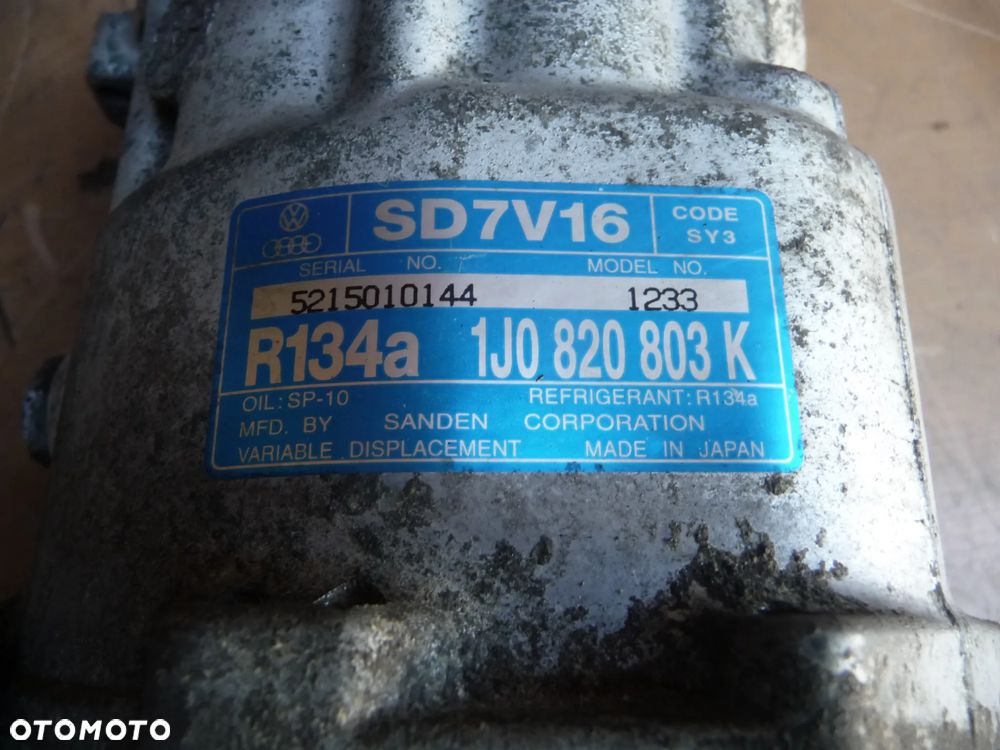 SD7V16
CODE
SY3
SERIAL NO. MODEL NO.
5215010144 1233
R134a 1J0 820 803 K
OIL: SP-10 REFRIGERANT: R134a
MFD. BY SANDEN CORPORATION
VARIABLE DISPLACEMENT MADE IN JAPAN
OTOMOTO